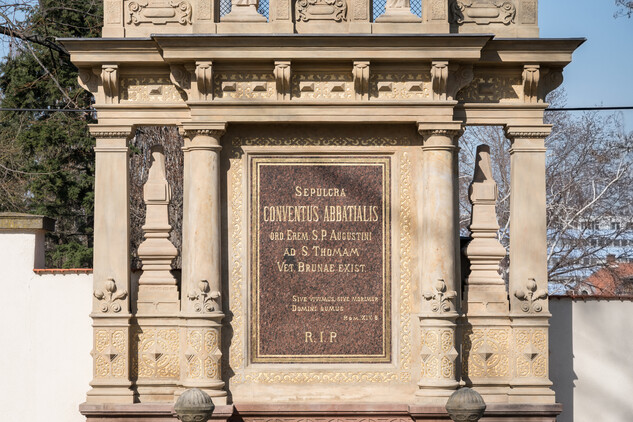 SEPULCRA
CONVENTUS ABBATIALIS
ORD. EREM. S. P. AUGUSTINI
AD S. THOMAM
VET. BRUNAE EXIST.
SIVE VIVIMUS, SIVE MORIMUR
DOMINI SUMUS
ROM. XIV. 8
R. I. P.